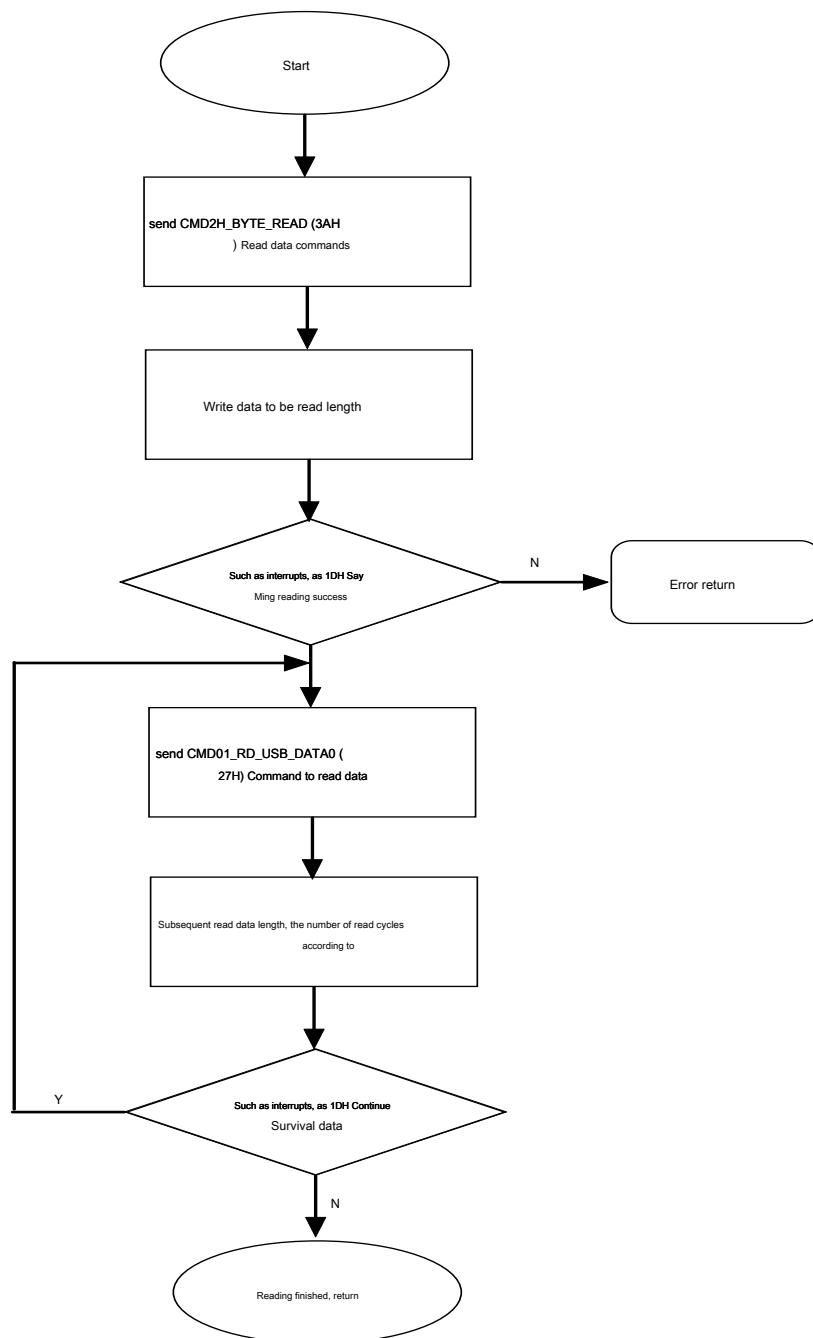 Start
send CMD2H_BYTE_READ (3AH
) Read data commands
Write data to be read length
Such as interrupts, as 1DH Say
Ming reading success
N
Error return
send CMD01_RD_USB_DATA0 (
27H) Command to read data
Subsequent read data length, the number of read cycles
according to
Such as interrupts, as 1DH Continue
Survival data
Y
N
Reading finished, return